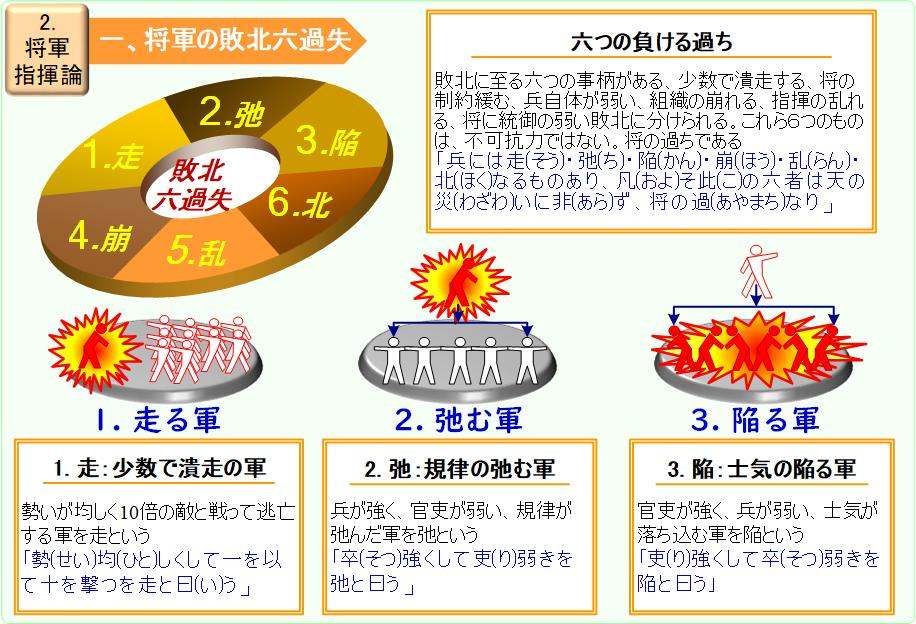 2.
将軍
指揮論
一、将軍の敗北六過失
1.走
2.弛
3.陥
4.崩
5.乱
6.北
敗北
六過失
六つの負ける過ち
敗北に至る六つの事柄がある、少数で潰走する、将の
制約緩む、兵自体が弱い、組織の崩れる、指揮の乱れ
る、将に統御の弱い敗北に分けられる。これら６つのもの
は、不可抗力ではない。将の過ちである
「兵には走(そう)・弛(ち)・陥(かん)・崩(ほう)・乱(らん)・
北(ほく)なるものあり、凡(およ)そ此(こ)の六者は天の
災(わざわ)いに非(あら)ず、将の過(あやまち)なり」
1. 走る軍
2. 弛む軍
3. 陥る軍
1. 走：少数で潰走の軍
勢いが均しく10倍の敵と戦って逃亡
する軍を走という
「勢(せい)均(ひと)しくして一を以
て十を撃つを走と曰(い)う」
2. 弛：規律の弛む軍
兵が強く、官吏が弱い、規律が
弛んだ軍を弛という
「卒(そつ)強くして吏(り)弱きを
弛と曰う」
3. 陥：士気の陥る軍
官吏が強く、兵が弱い、士気が
落ち込む軍を陥という
「吏(り)強くして卒(そつ)弱きを
陥と曰う」